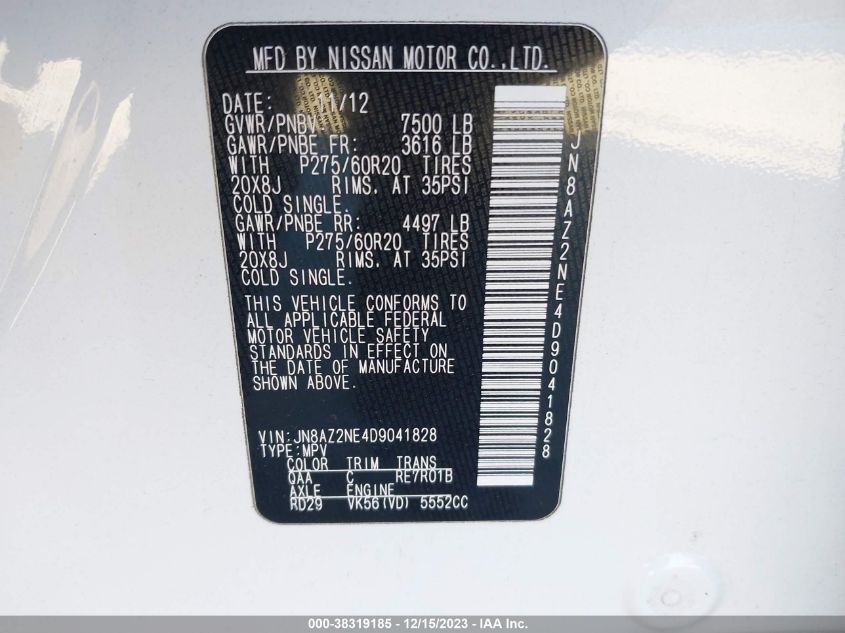 MFD BY NISSAN MOTOR CO.,LTD.
DATE: 11/12
GVWR/PNBV: 7500 LB
GAWR/PNBE FR: 3616 LB
WITH P275/60R20 TIRES
20X8J RIMS. AT 35PSI
COLD SINGLE.
GAWR/PNBE RR: 4497 LB
WITH P275/60R20 TIRES
20X8J RIMS. AT 35PSI
COLD SINGLE.
THIS VEHICLE CONFORMS TO
ALL APPLICABLE FEDERAL
MOTOR VEHICLE SAFETY
STANDARDS IN EFFECT ON
THE DATE OF MANUFACTURE
SHOWN ABOVE.
VIN:JN8AZ2NE4D9041828
TYPE:MPV
COLOR TRIM TRANS
QAA C RE7R01B
AXLE ENGINE
RD29 VK56(VD) 5552CC
JN8AZ2NE4D9041828
000-38319185 - 12/15/2023 - IAA Inc.